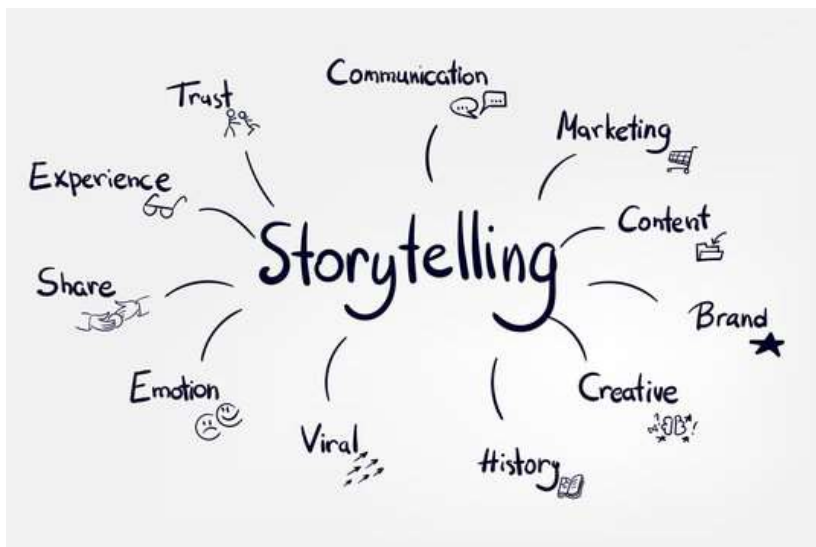 Communication
Trust
Marketing
Experience
Content
Storytelling
Share
Brand
Emotion
Creative
Viral
History